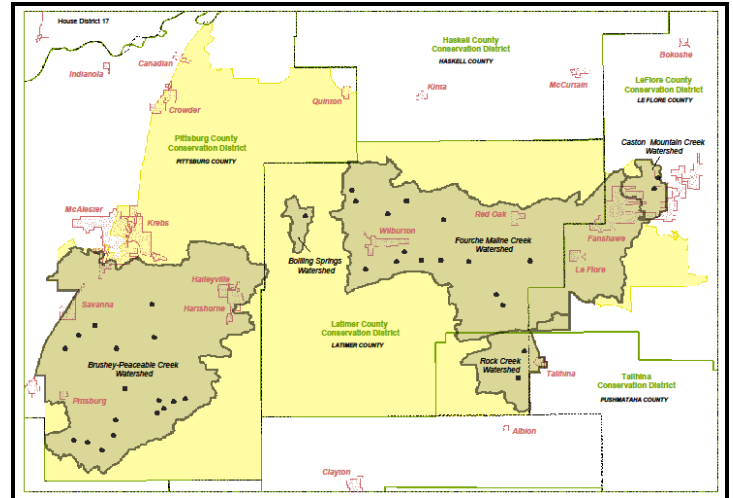 House District 17
Canadian
Indianola
Crowder
Quinton
Haskell County
Conservation District
HASKELL COUNTY
Kinta
McCurtain
Bokoshe
LeFlore County
Conservation District
LE FLORE COUNTY
Pittsburg County
Conservation District
PITTSBURG COUNTY
Caston Mountain Creek
Watershed
McAlester
Krebs
Red Oak
Wilburton
Fourche Maline Creek
Watershed
Fanshawe
Boiling Springs
Watershed
Le Flore
Haileyville
Hartshorne
Savanna
Latimer County
Conservation District
LATIMER COUNTY
Brushey-Peaceable Creek
Watershed
Rock Creek
Watershed
Talihina
Talihina
Conservation District
PUSHMATAHA COUNTY
Pittsburg
Albion
Clayton